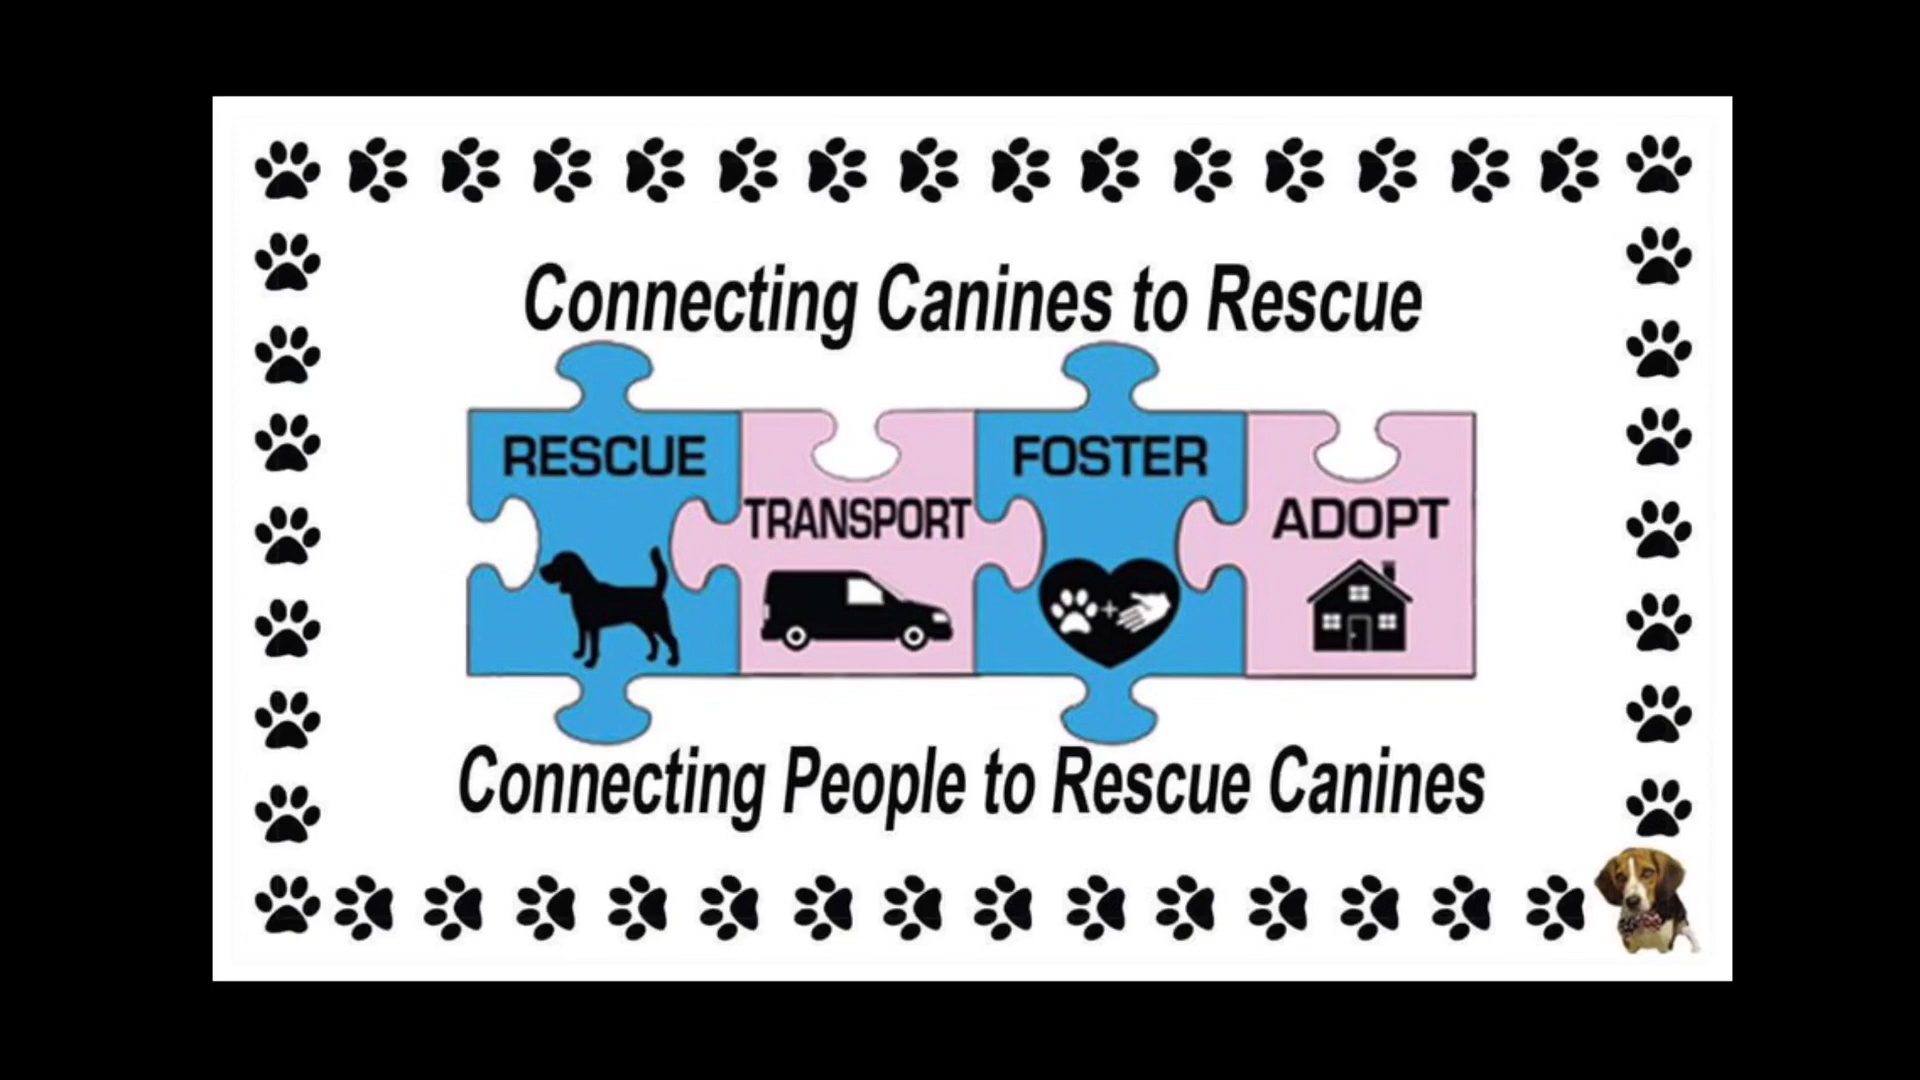 Connecting Canines to Rescue
RESCUE
TRANSPORT
FOSTER
ADOPT
Connecting People to Rescue Canines